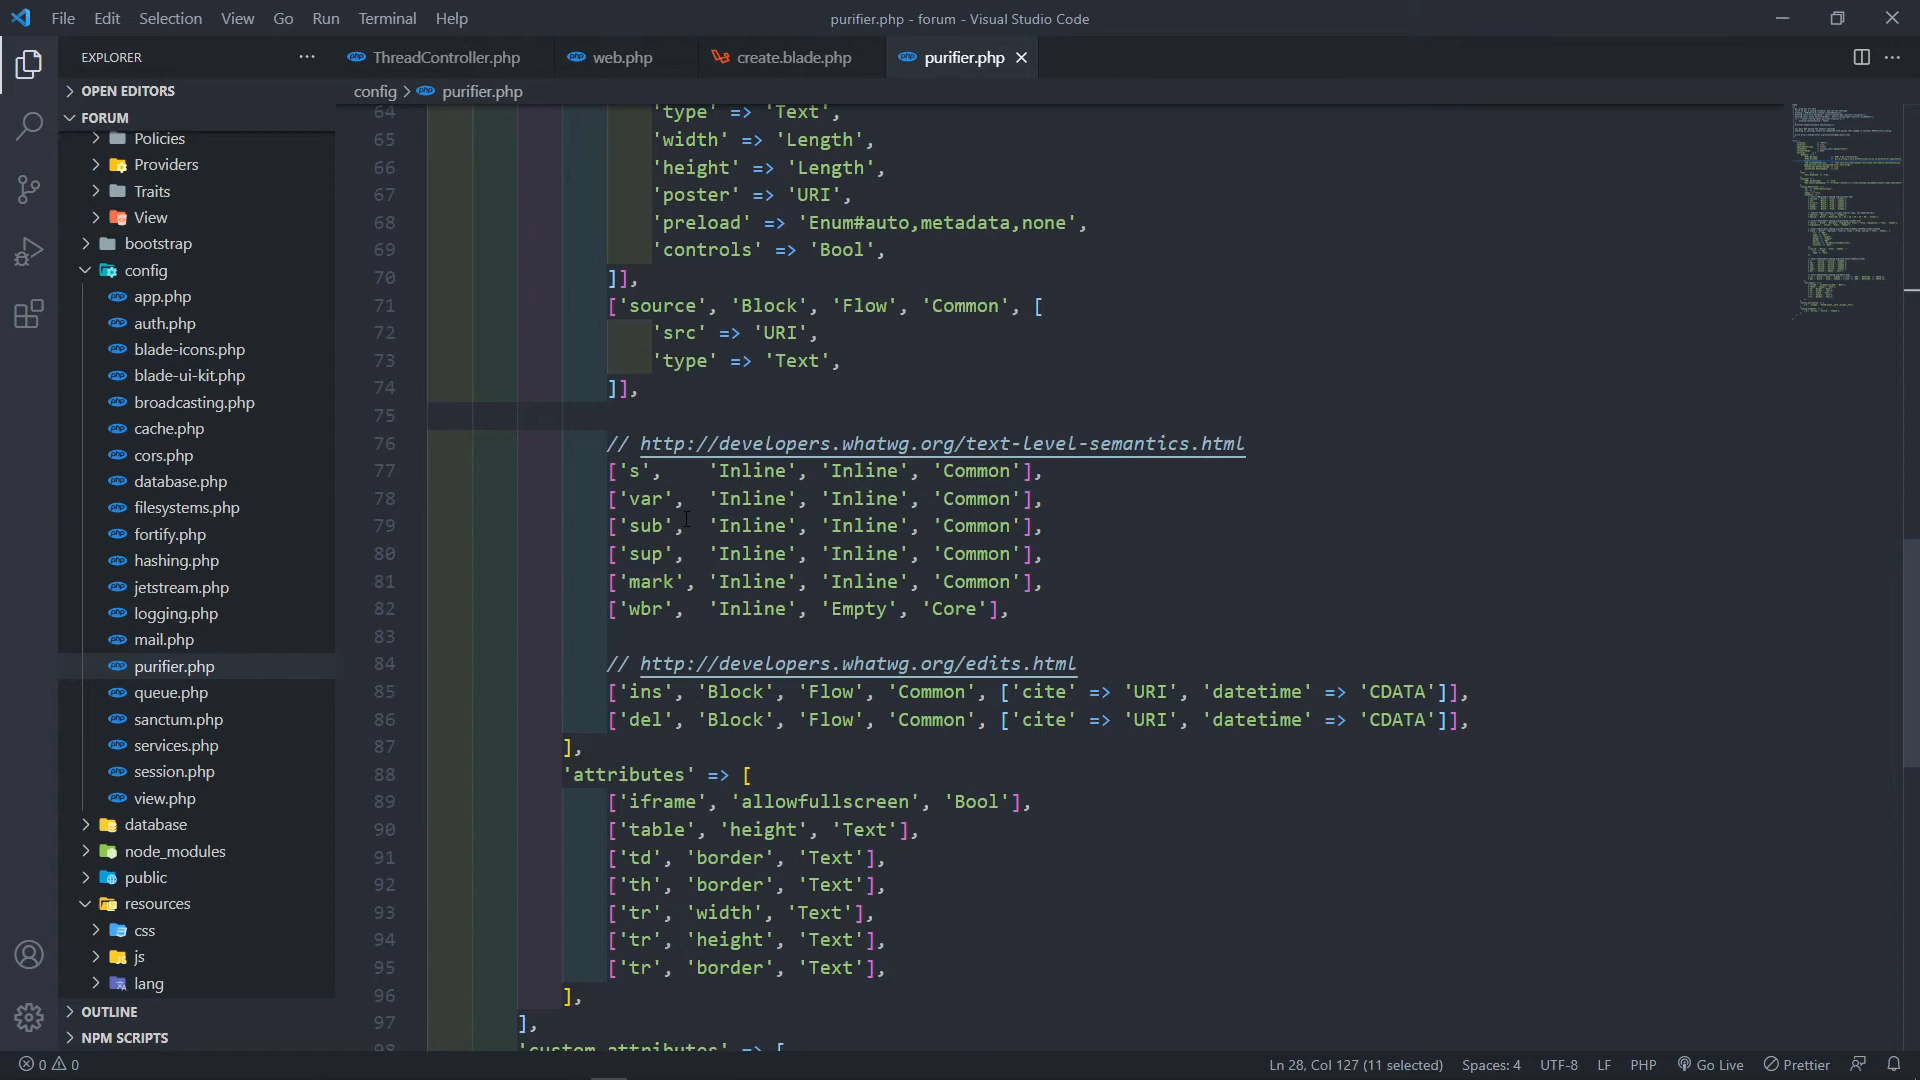 File Edit Selection View Go Run Terminal Help
purifier.php - forum - Visual Studio Code
EXPLORER
ThreadController.php
web.php
create.blade.php
purifier.php
OPEN EDITORS
FORUM
Policies
Providers
Traits
View
bootstrap
config
app.php
auth.php
blade-icons.php
blade-ui-kit.php
broadcasting.php
cache.php
cors.php
database.php
filesystems.php
fortify.php
hashing.php
jetstream.php
logging.php
mail.php
purifier.php
queue.php
sanctum.php
services.php
session.php
view.php
database
node_modules
public
resources
css
js
lang
OUTLINE
NPM SCRIPTS
config > purifier.php
64 'type' => 'Text',
65 'width' => 'Length',
66 'height' => 'Length',
67 'poster' => 'URI',
68 'preload' => 'Enum#auto,metadata,none',
69 'controls' => 'Bool',
70 ]],
71 ['source', 'Block', 'Flow', 'Common', [
72 'src' => 'URI',
73 'type' => 'Text',
74 ]],
75
76 // http://developers.whatwg.org/text-level-semantics.html
77 ['s', 'Inline', 'Inline', 'Common'],
78 ['var', 'Inline', 'Inline', 'Common'],
79 ['sub', 'Inline', 'Inline', 'Common'],
80 ['sup', 'Inline', 'Inline', 'Common'],
81 ['mark', 'Inline', 'Inline', 'Common'],
82 ['wbr', 'Inline', 'Empty', 'Core'],
83
84 // http://developers.whatwg.org/edits.html
85 ['ins', 'Block', 'Flow', 'Common', ['cite' => 'URI', 'datetime' => 'CDATA']],
86 ['del', 'Block', 'Flow', 'Common', ['cite' => 'URI', 'datetime' => 'CDATA']],
87 ],
88 'attributes' => [
89 ['iframe', 'allowfullscreen', 'Bool'],
90 ['table', 'height', 'Text'],
91 ['td', 'border', 'Text'],
92 ['th', 'border', 'Text'],
93 ['tr', 'width', 'Text'],
94 ['tr', 'height', 'Text'],
95 ['tr', 'border', 'Text'],
96 ],
97 ],
98 'custom_attributes' => [
0 0
Ln 28, Col 127 (11 selected) Spaces: 4 UTF-8 LF PHP Go Live Prettier